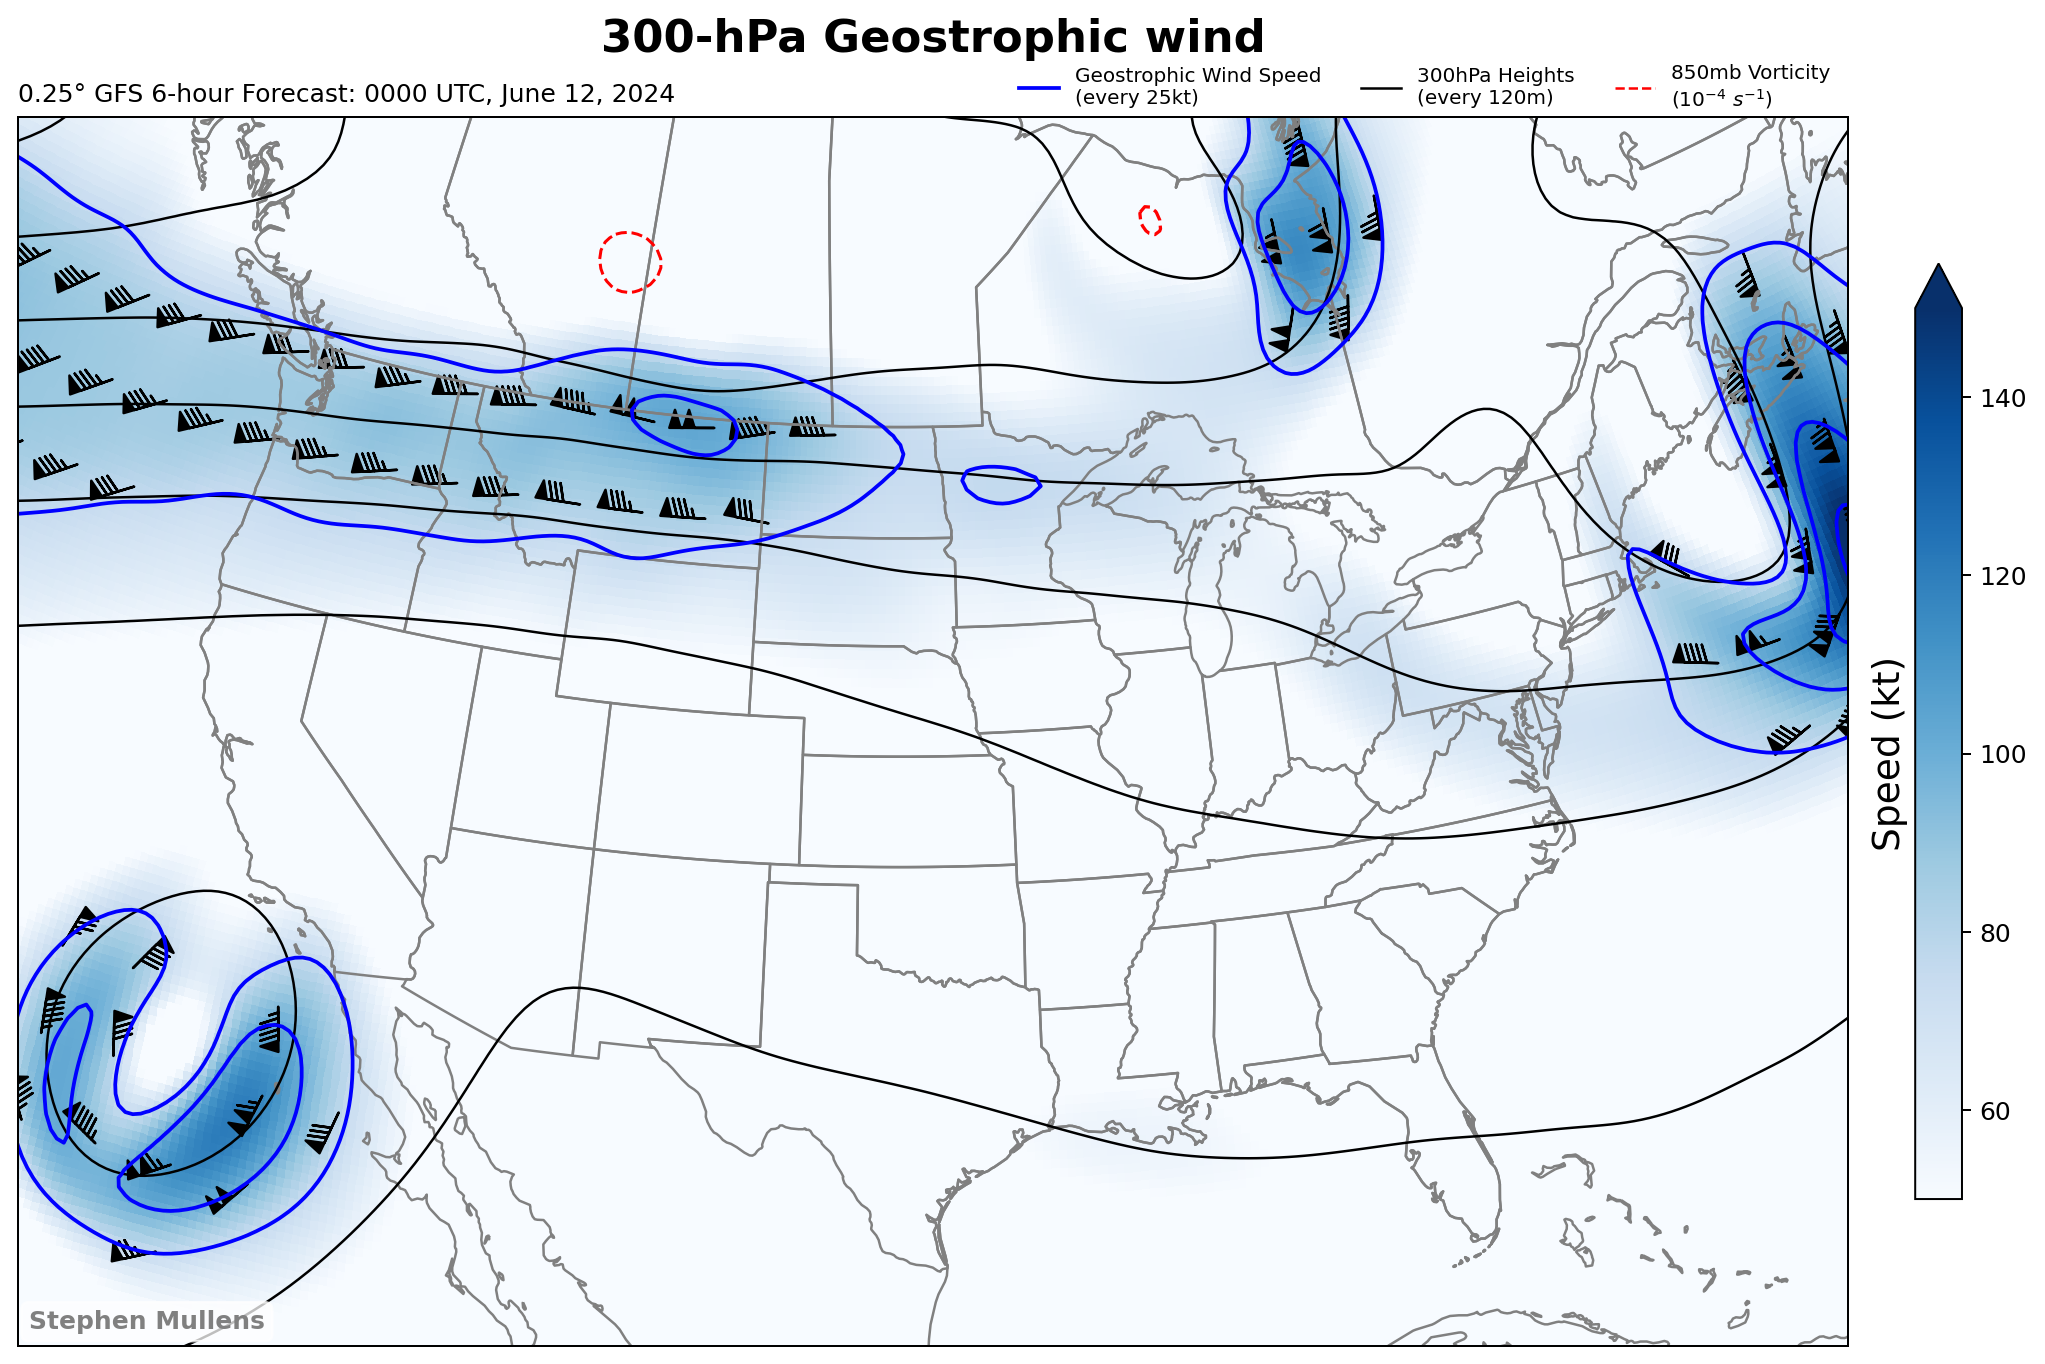 300-hPa Geostrophic wind
0.25° GFS 6-hour Forecast: 0000 UTC, June 12, 2024
Geostrophic Wind Speed
(every 25kt)
300hPa Heights
(every 120m)
850mb Vorticity
(10⁻⁴ s⁻¹)
140
120
100
80
60
Speed (kt)
Stephen Mullens